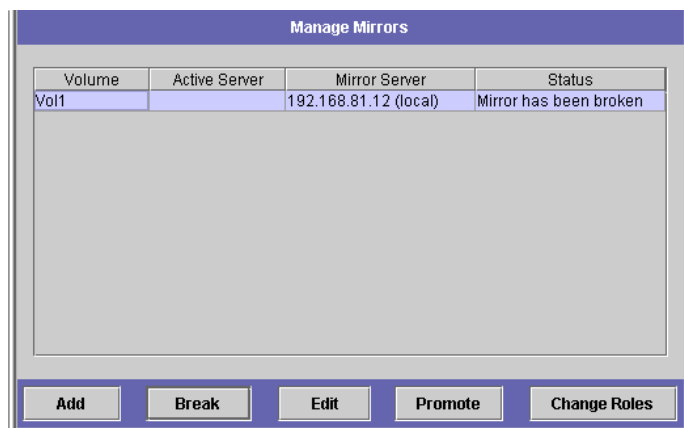 Manage Mirrors
Volume Active Server Mirror Server Status
Vol1 192.168.81.12 (local) Mirror has been broken
Add Break Edit Promote Change Roles